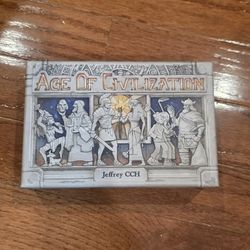 AGE OF CIVILIZATION
Jeffrey CCH